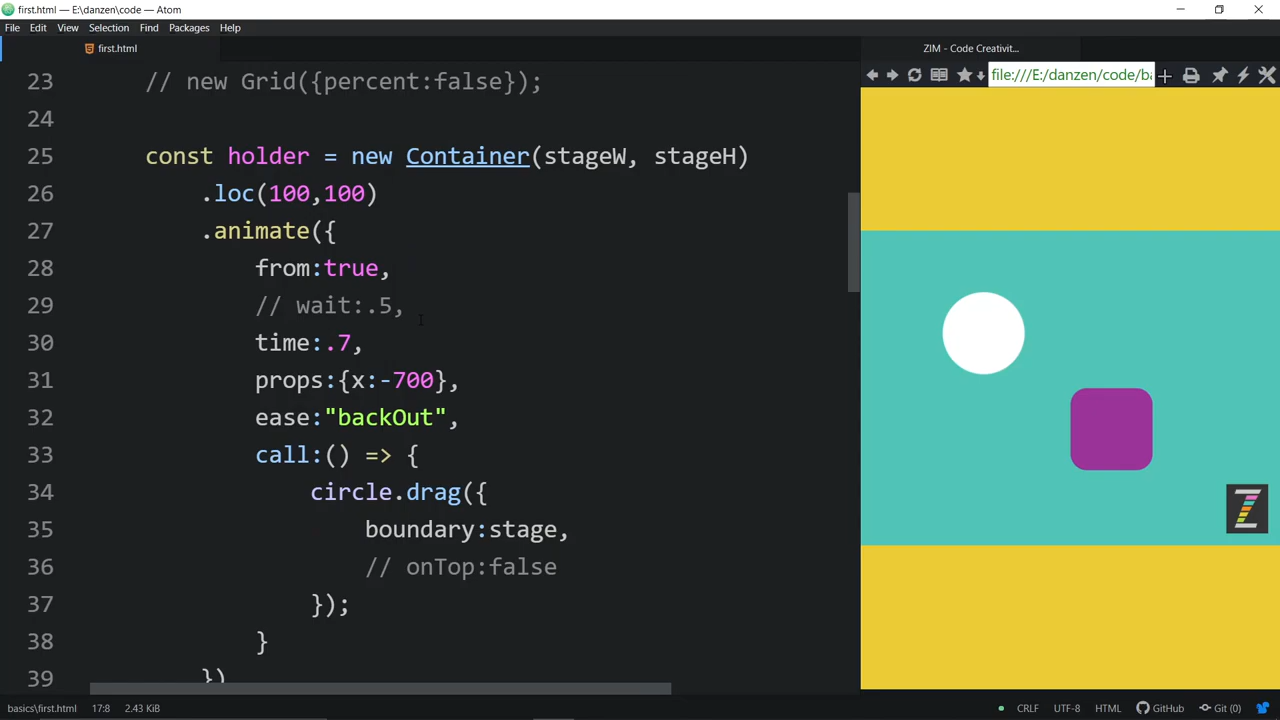 first.html — E:\danzen\code — Atom
File Edit View Selection Find Packages Help
first.html
ZIM - Code Creativit...
file:///E:/danzen/code/ba
23 // new Grid({percent:false});
24
25 const holder = new Container(stageW, stageH)
26 .loc(100,100)
27 .animate({
28 from:true,
29 // wait:.5,
30 time:.7,
31 props:{x:-700},
32 ease:"backOut",
33 call:() => {
34 circle.drag({
35 boundary:stage,
36 // onTop:false
37 });
38 }
39 })
Z
basics\first.html 17:8 2.43 KiB CRLF UTF-8 HTML GitHub Git (0)